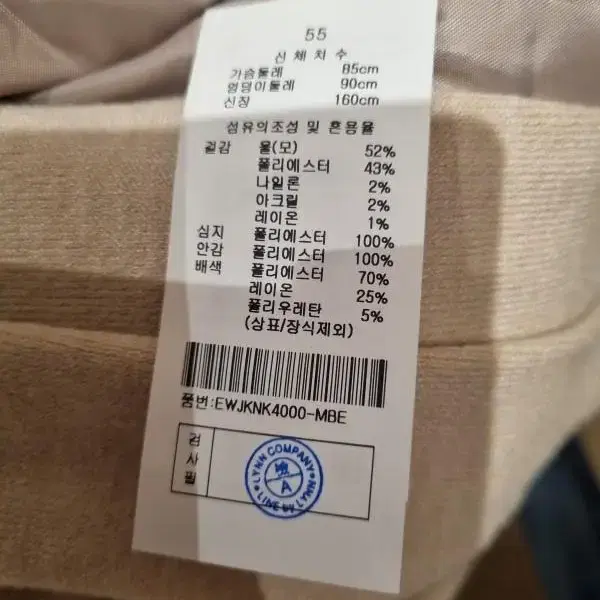 55
신 체 치 수
가슴둘레 85cm
엉덩이둘레 90cm
신장 160cm
섬유의조성 및 혼용율
겉감 울(모) 52%
폴리에스터 43%
나일론 2%
아크릴 2%
레이온 1%
심지 폴리에스터 100%
안감 폴리에스터 100%
배색 폴리에스터 70%
레이온 25%
폴리우레탄 5%
(상표/장식제외)
품번:EWJKNK4000-MBE
검사필
LYNN COMPANY
A